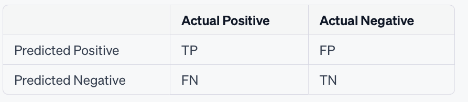 Actual Positive Actual Negative
Predicted Positive TP FP
Predicted Negative FN TN